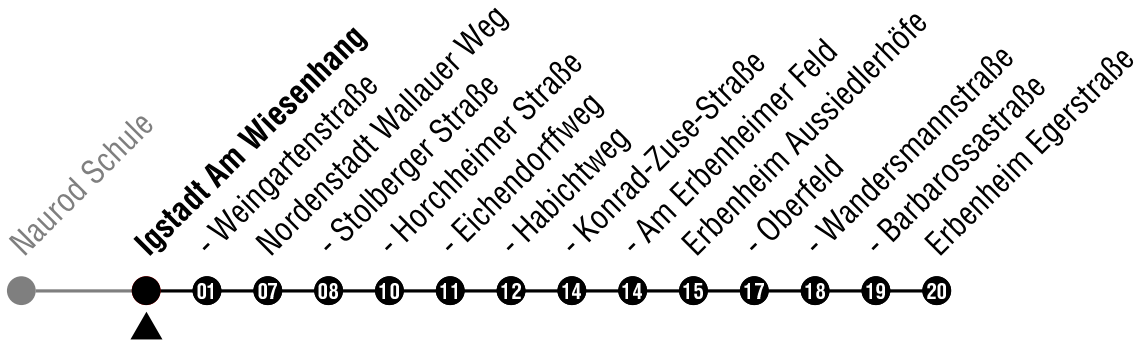 Naurod Schule
Igstadt Am Wiesenhang
- Weingartenstraße
Nordenstadt Wallauer Weg
- Stolberger Straße
- Horchheimer Straße
- Eichendorffweg
- Habichtweg
- Konrad-Zuse-Straße
- Am Erbenheimer Feld
Erbenheim Aussiedlerhöfe
- Oberfeld
- Wandersmannstraße
- Barbarossastraße
Erbenheim Egerstraße
01 07 08 10 11 12 14 14 15 17 18 19 20